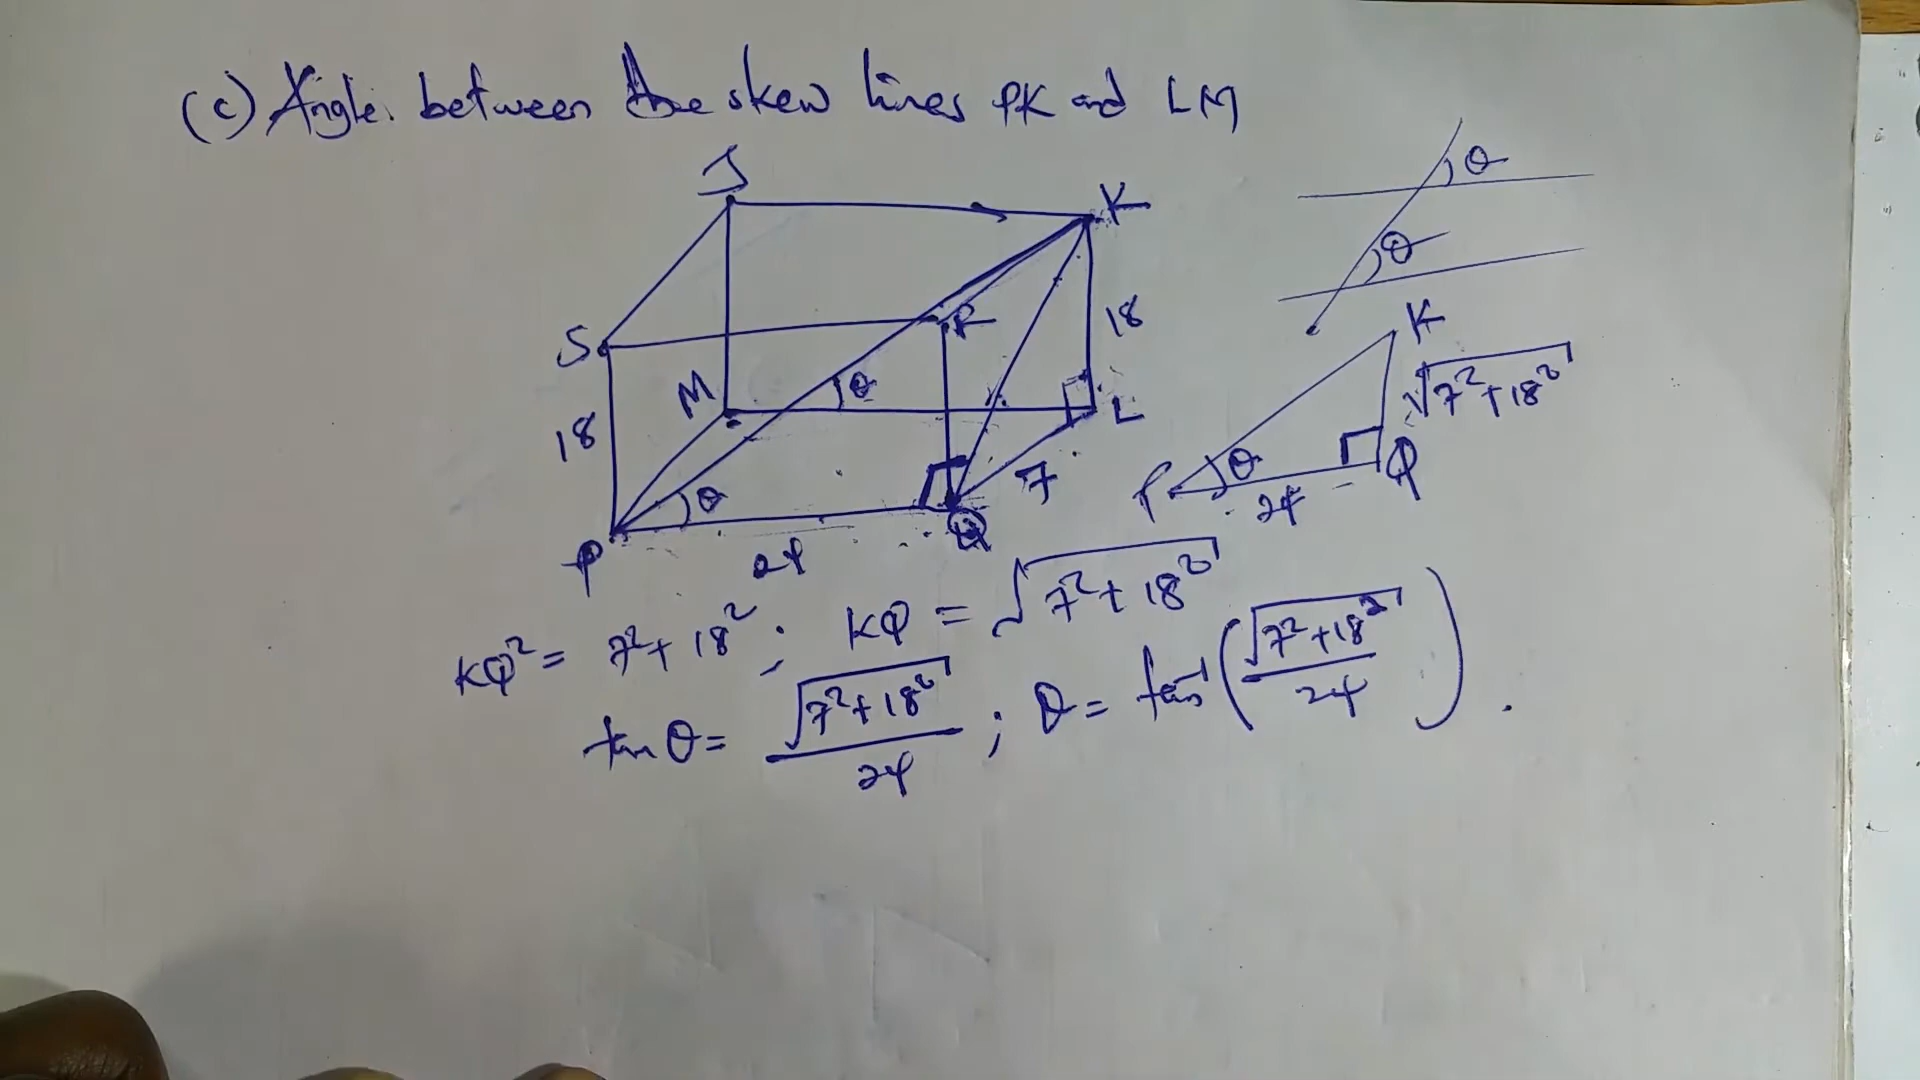 (c) Angle between the skew lines PK and LM
J K
θ
S R 18 θ
K
M θ L √7²+18²
18
θ 7 P θ Q
24
P 24 Q
KQ² = 7²+18² ; KQ = √7²+18²
tan θ = √7²+18² / 24 ; θ = tan⁻¹(√7²+18² / 24).